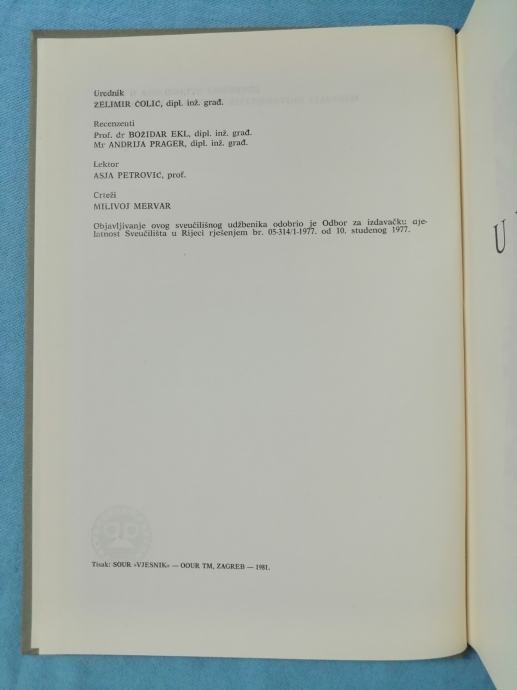 Urednik
ŽELIMIR ČOLIĆ, dipl. inž. građ.
Recenzenti
Prof. dr BOŽIDAR EKL, dipl. inž. građ.
Mr ANDRIJA PRAGER, dipl. inž. građ.
Lektor
ASJA PETROVIĆ, prof.
Crteži
MILIVOJ MERVAR
Objavljivanje ovog sveučilišnog udžbenika odobrio je Odbor za izdavačku dje-
latnost Sveučilišta u Rijeci rješenjem br. 05-314/1-1977. od 10. studenog 1977.
Tisak: SOUR »VJESNIK« — OOUR TM, ZAGREB — 1981.
U